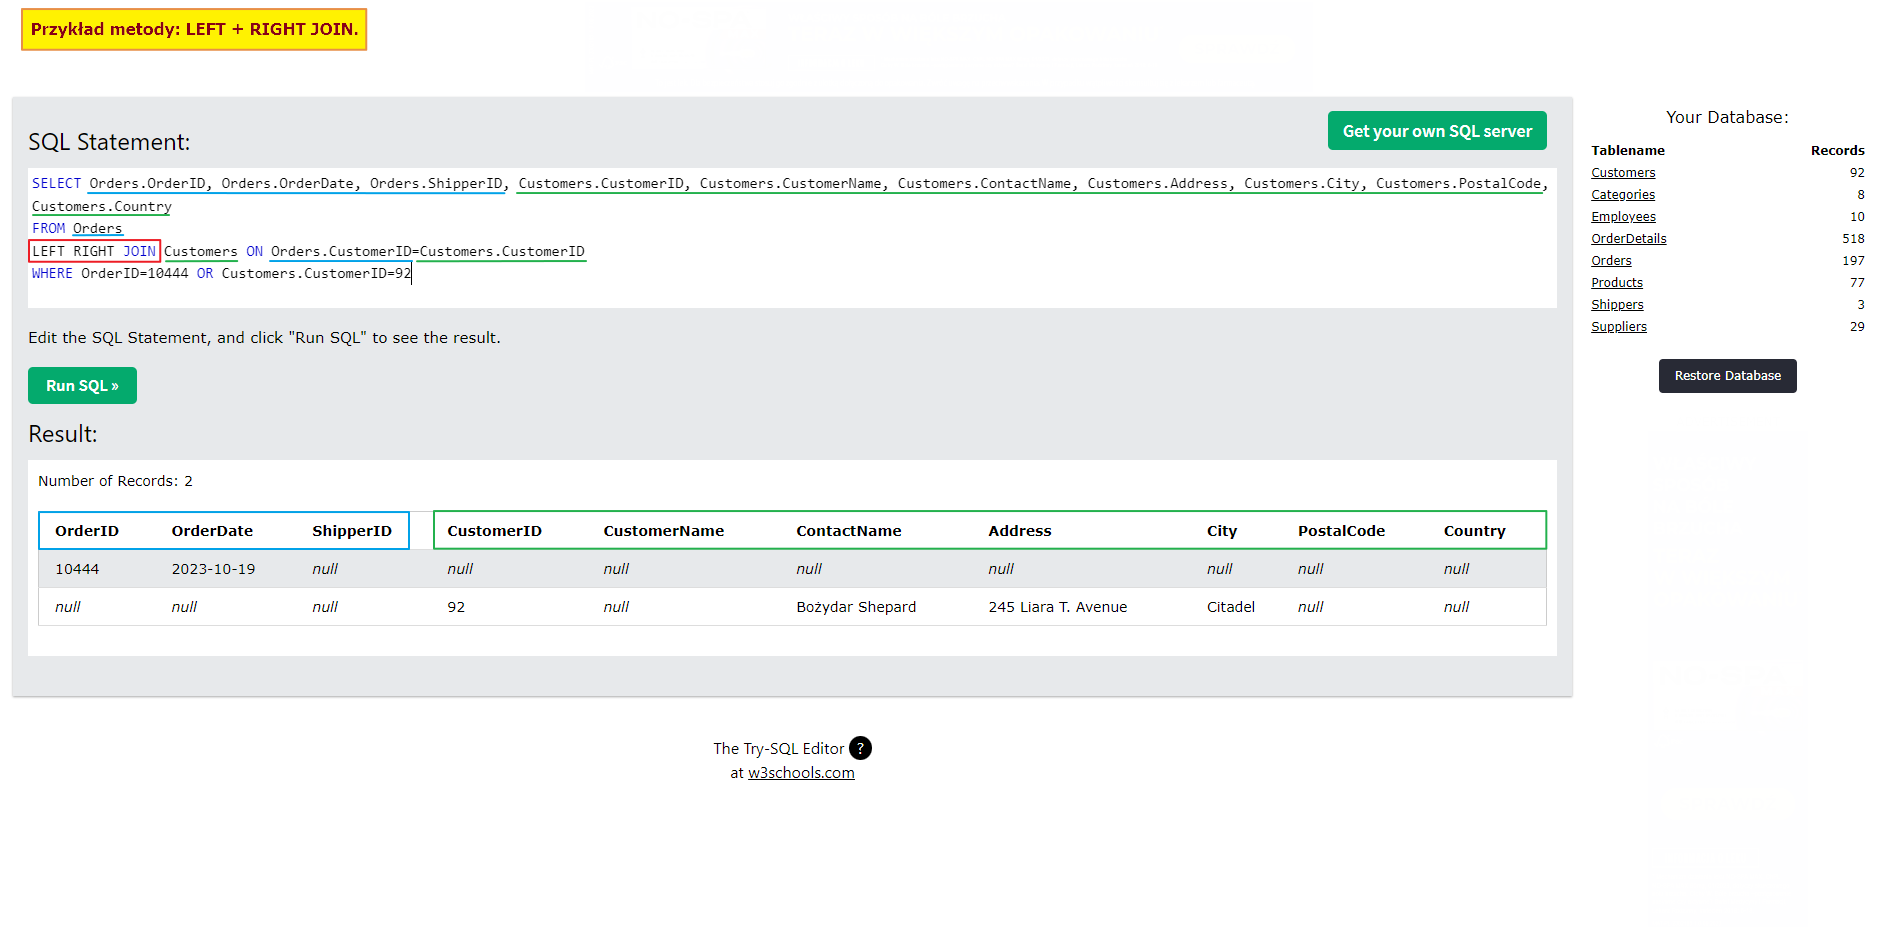 Przykład metody: LEFT + RIGHT JOIN.
SQL Statement:
Get your own SQL server
SELECT Orders.OrderID, Orders.OrderDate, Orders.ShipperID, Customers.CustomerID, Customers.CustomerName, Customers.ContactName, Customers.Address, Customers.City, Customers.PostalCode,
Customers.Country
FROM Orders
LEFT RIGHT JOIN Customers ON Orders.CustomerID=Customers.CustomerID
WHERE OrderID=10444 OR Customers.CustomerID=92
Edit the SQL Statement, and click "Run SQL" to see the result.
Run SQL »
Result:
Number of Records: 2
OrderID OrderDate ShipperID CustomerID CustomerName ContactName Address City PostalCode Country
10444 2023-10-19 null null null null null null null null
null null null 92 null Bożydar Shepard 245 Liara T. Avenue Citadel null null
The Try-SQL Editor ?
at w3schools.com
Your Database:
Tablename Records
Customers 92
Categories 8
Employees 10
OrderDetails 518
Orders 197
Products 77
Shippers 3
Suppliers 29
Restore Database